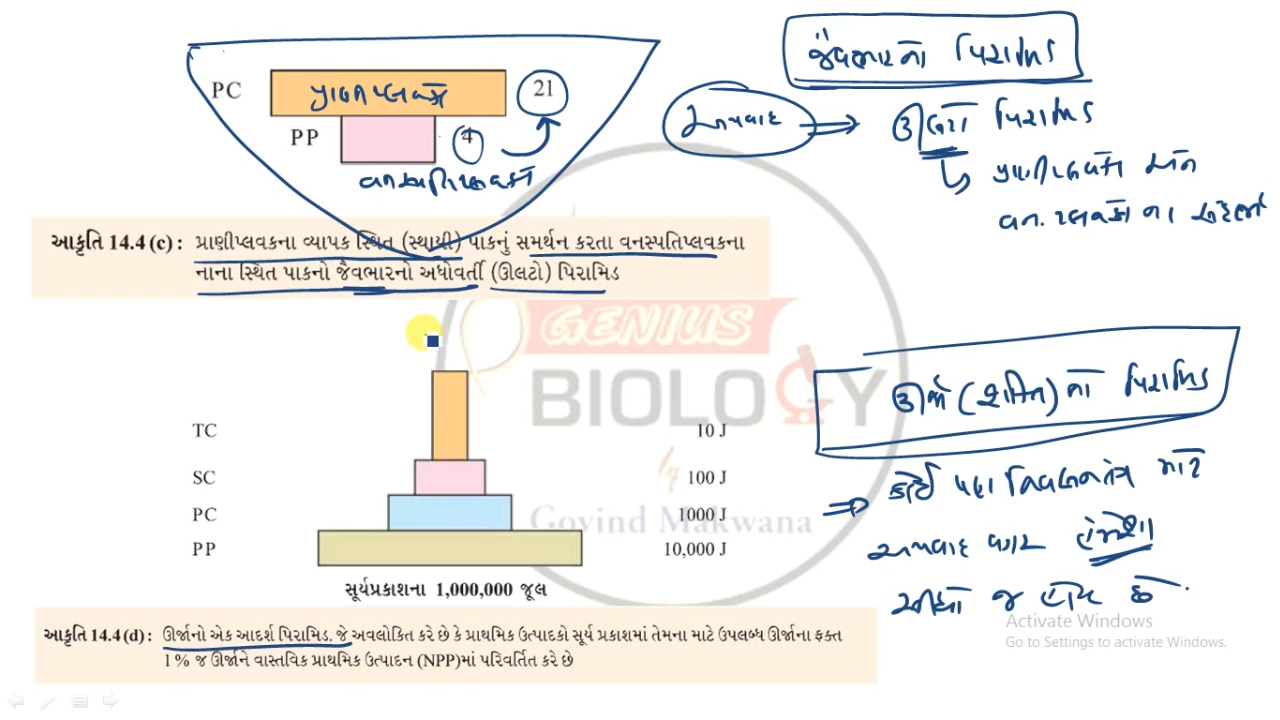 PC
પ્રાણીપ્લવકો
21
PP
4
વનસ્પતિપ્લવકો
આકૃતિ 14.4 (c) : પ્રાણીપ્લવકના વ્યાપક સ્થિત (સ્થાયી) પાકનું સમર્થન કરતા વનસ્પતિપ્લવકના
નાના સ્થિત પાકનો જૈવભારનો અધોવર્તી (ઊલટો) પિરામિડ
જૈવભારનો પિરામિડ
અપવાદ ⇒ ઊલટો પિરામિડ
પ્રાણીપ્લવકો અને
વન. પ્લવકો ના
GENIUS
BIOLOGY
by
Govind Makwana
TC 10 J
SC 100 J
PC 1000 J
PP 10,000 J
સૂર્યપ્રકાશના 1,000,000 જૂલ
આકૃતિ 14.4 (d) : ઊર્જાનો એક આદર્શ પિરામિડ. જે અવલોકિત કરે છે કે પ્રાથમિક ઉત્પાદકો સૂર્ય પ્રકાશમાં તેમના માટે ઉપલબ્ધ ઊર્જાના ફક્ત
1% જ ઊર્જાને વાસ્તવિક પ્રાથમિક ઉત્પાદન (NPP)માં પરિવર્તિત કરે છે
ઊર્જા (શક્તિ) નો પિરામિડ
⇒ કોઈ પણ નિવસનતંત્ર માટે
અપવાદ વગર હંમેશા
સીધો જ હોય છે.
Activate Windows
Go to Settings to activate Windows.